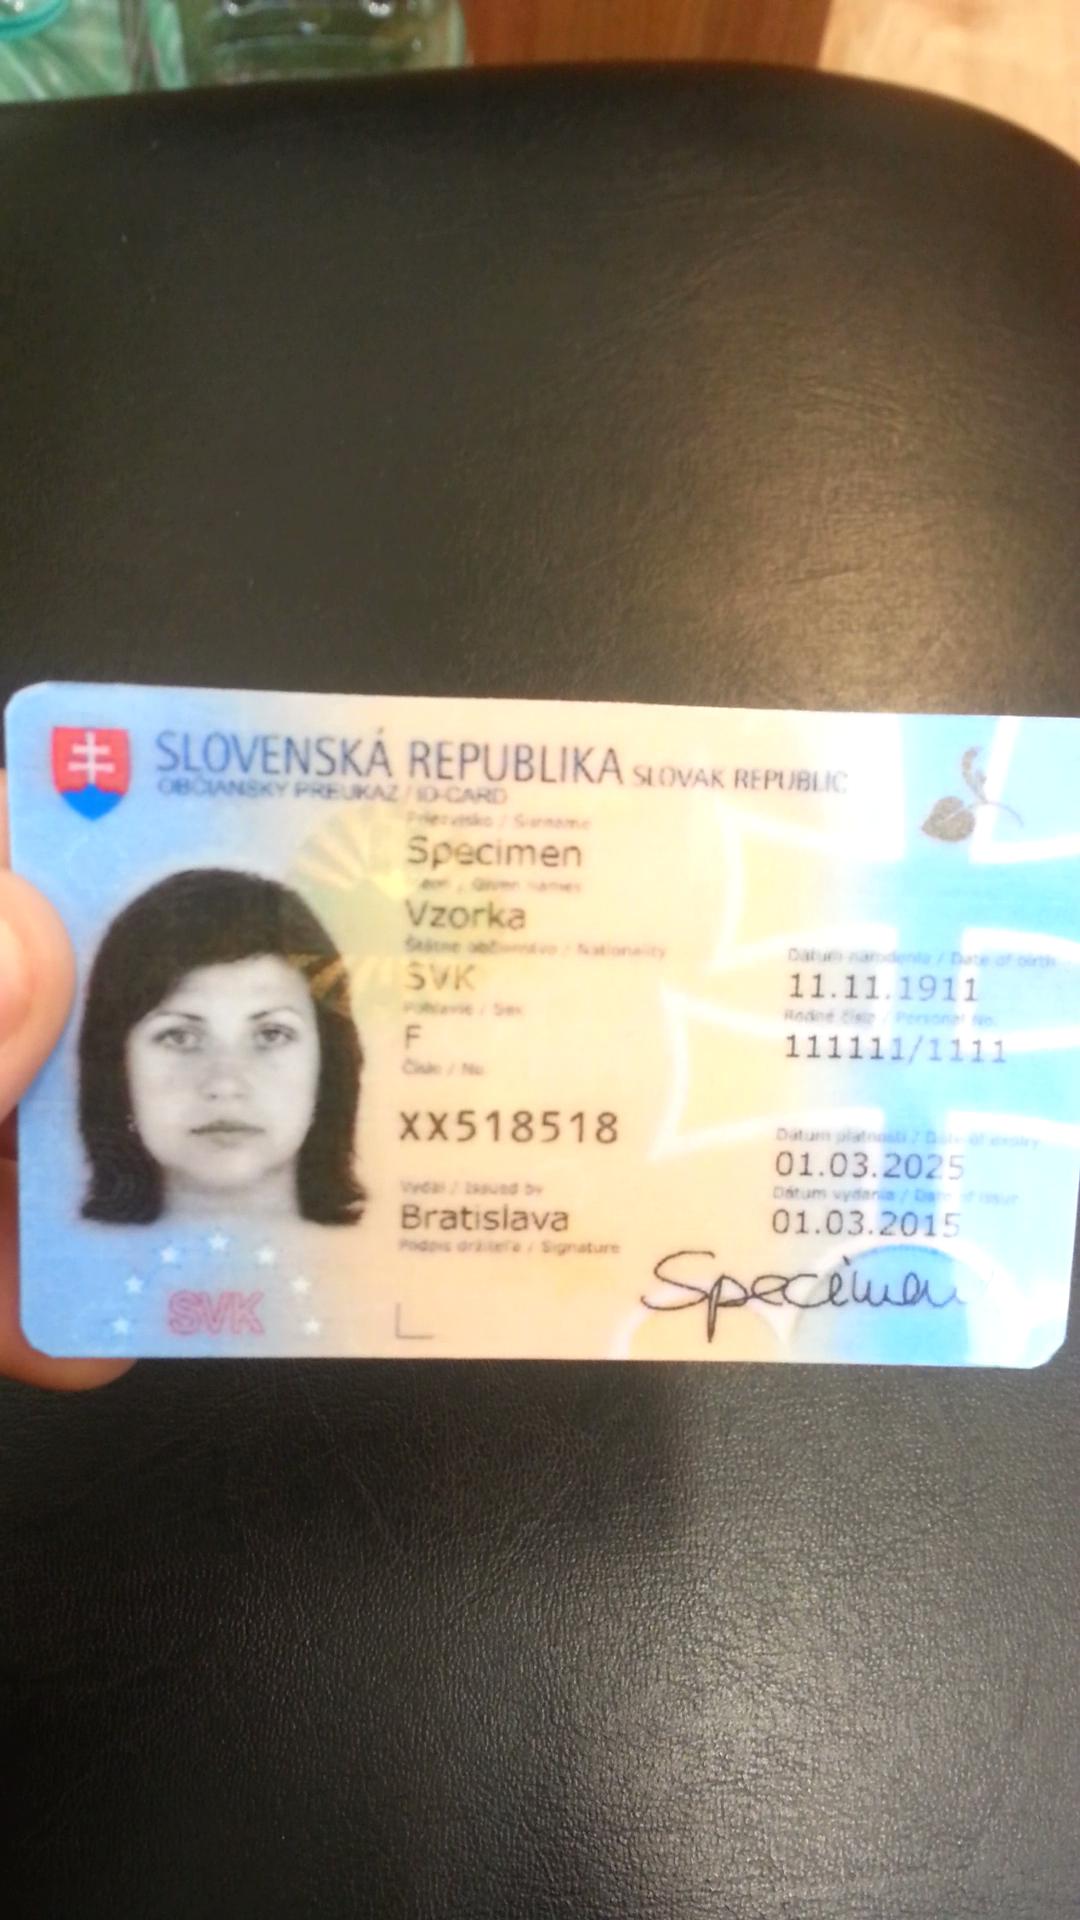 SLOVENSKÁ REPUBLIKA SLOVAK REPUBLIC
OBČIANSKY PREUKAZ / ID-CARD
Priezvisko / Surname
Specimen
Meno / Given names
Vzorka
Štátne občianstvo / Nationality
SVK
Pohlavie / Sex
F
Číslo / No.
XX518518
Vydal / Issued by
Bratislava
Podpis držiteľa / Signature
Dátum narodenia / Date of birth
11.11.1911
Rodné číslo / Personal No.
111111/1111
Dátum platnosti / Date of expiry
01.03.2025
Dátum vydania / Date of issue
01.03.2015
Specimen
SVK